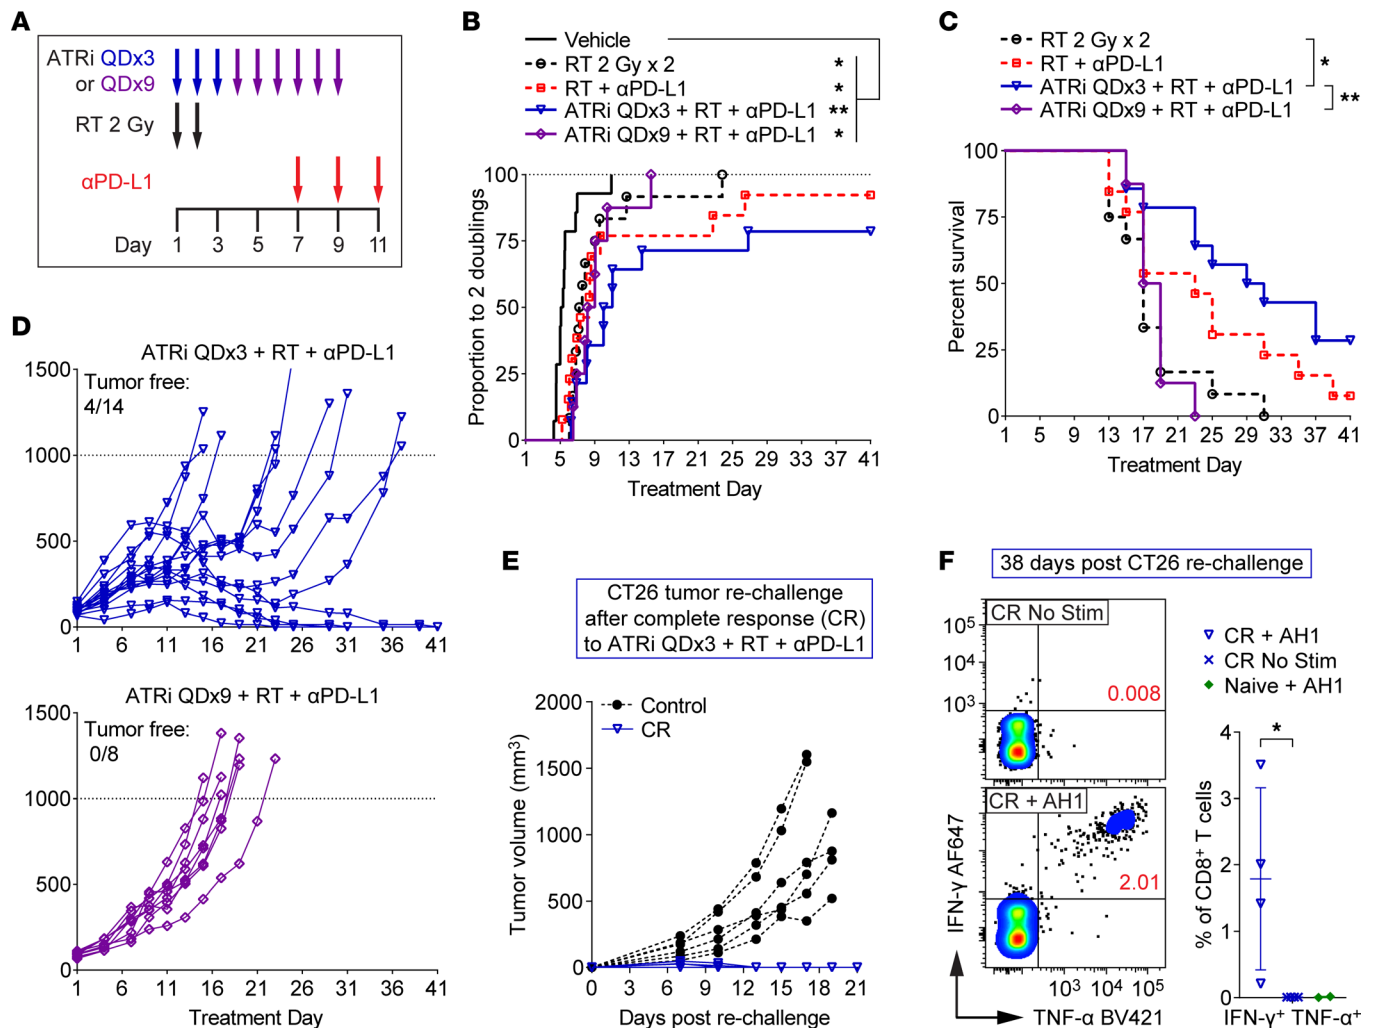 A
ATRi QDx3
or QDx9
RT 2 Gy
αPD-L1
Day 1 3 5 7 9 11
B
Vehicle
RT 2 Gy x 2 *
RT + αPD-L1 *
ATRi QDx3 + RT + αPD-L1 **
ATRi QDx9 + RT + αPD-L1 *
Proportion to 2 doublings
100
75
50
25
0
1 5 9 13 17 21 25 29 33 37 41
Treatment Day
C
RT 2 Gy x 2
RT + αPD-L1
ATRi QDx3 + RT + αPD-L1
ATRi QDx9 + RT + αPD-L1
*
**
Percent survival
100
75
50
25
0
1 5 9 13 17 21 25 29 33 37 41
Treatment Day
D
ATRi QDx3 + RT + αPD-L1
Tumor free:
4/14
1500
1000
500
0
1 6 11 16 21 26 31 36 41
ATRi QDx9 + RT + αPD-L1
Tumor free:
0/8
1500
1000
500
0
1 6 11 16 21 26 31 36 41
Treatment Day
E
CT26 tumor re-challenge
after complete response (CR)
to ATRi QDx3 + RT + αPD-L1
Control
CR
Tumor volume (mm³)
2000
1500
1000
500
0
0 3 6 9 12 15 18 21
Days post re-challenge
F
38 days post CT26 re-challenge
CR No Stim
10⁵
10⁴
10³
0.008
CR + AH1
2.01
IFN-γ AF647
10³ 10⁴ 10⁵
TNF-α BV421
CR + AH1
CR No Stim
Naive + AH1
*
% of CD8⁺ T cells
4
3
2
1
0
IFN-γ⁺ TNF-α⁺